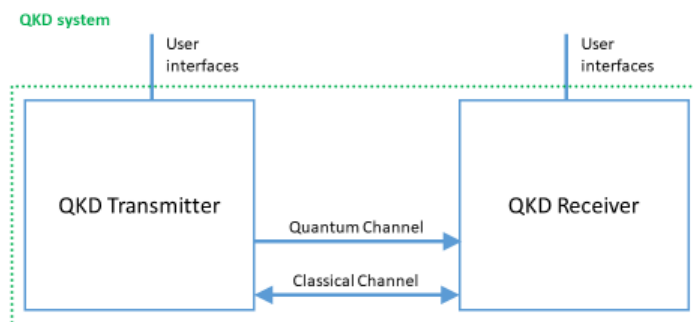 QKD system
User
interfaces
User
interfaces
QKD Transmitter
QKD Receiver
Quantum Channel
Classical Channel